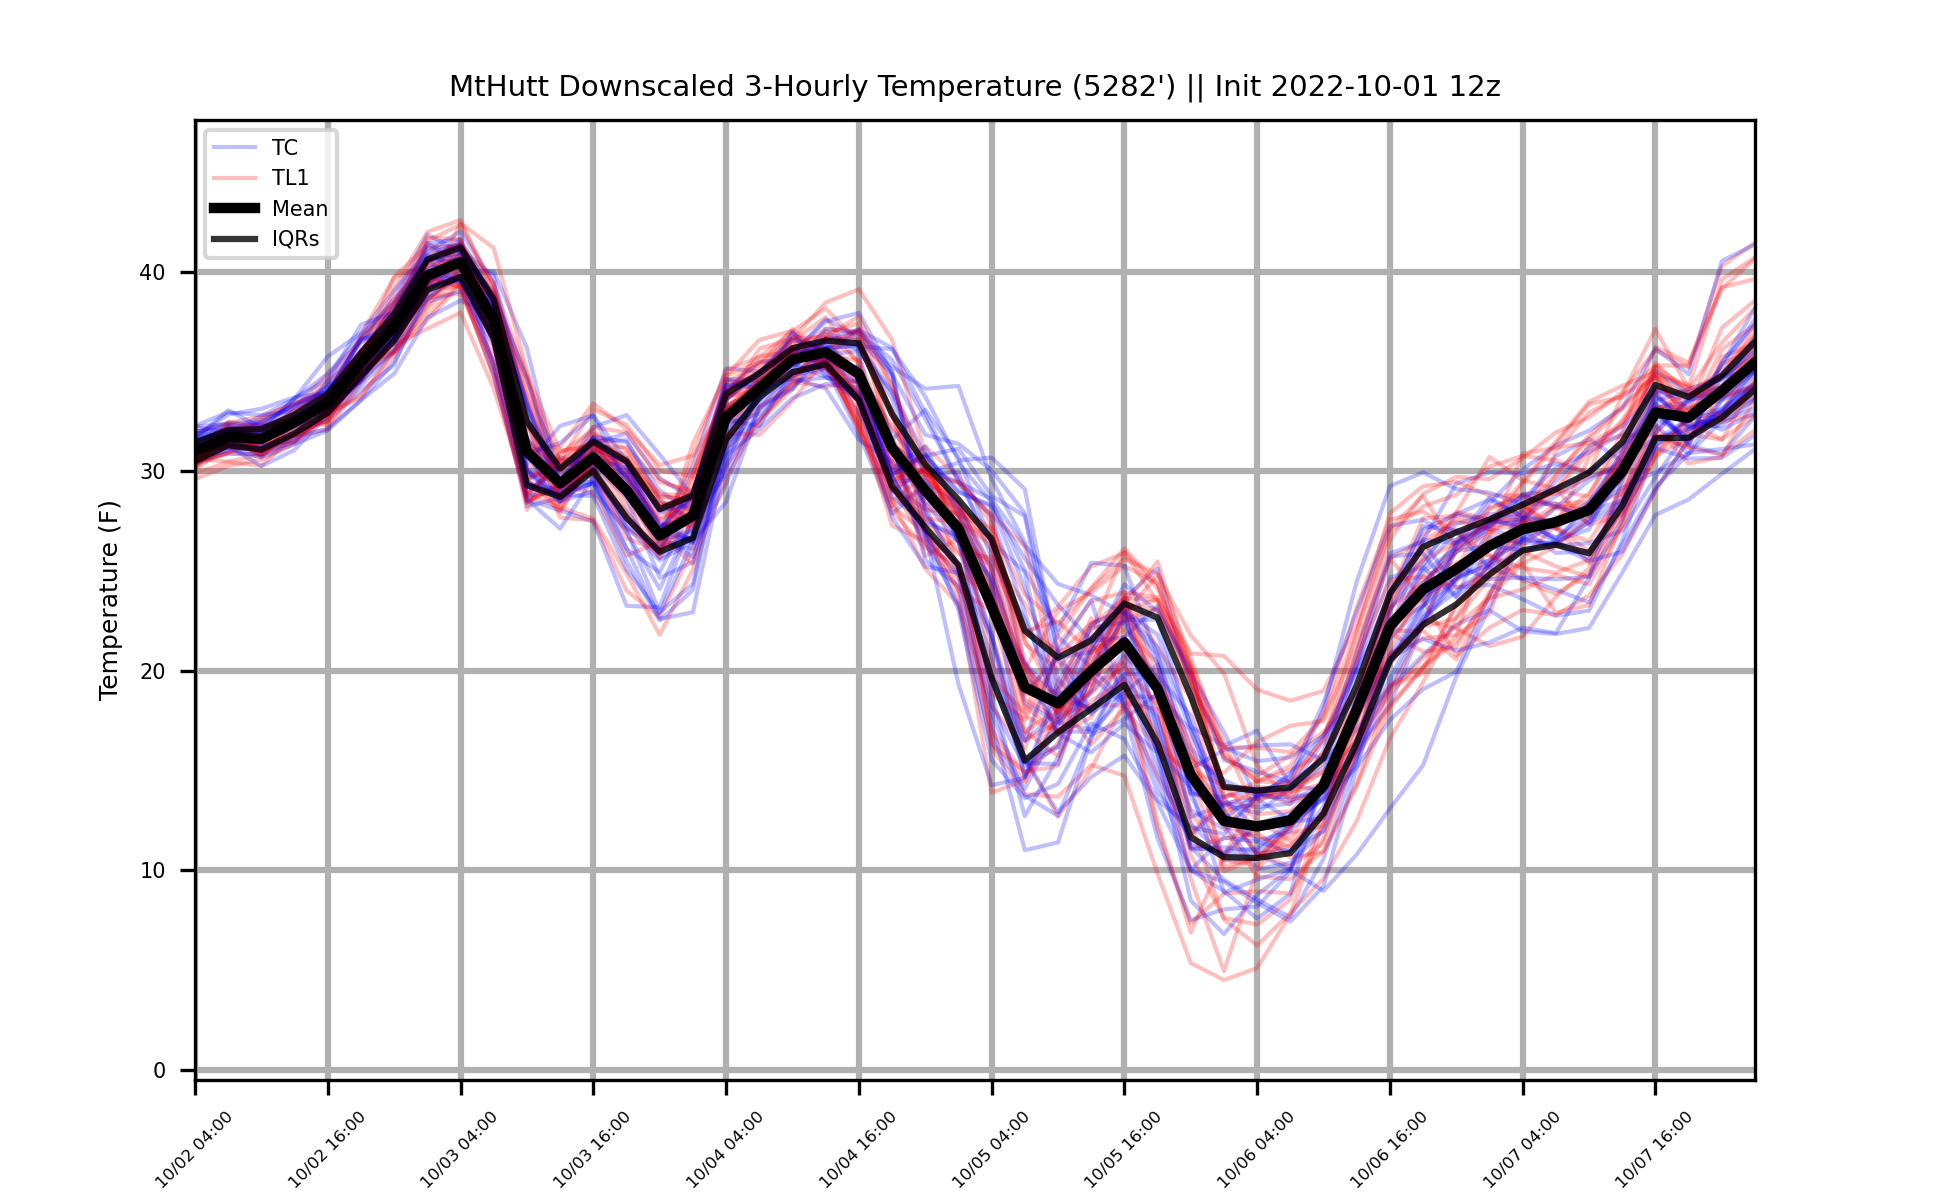 MtHutt Downscaled 3-Hourly Temperature (5282') || Init 2022-10-01 12z
TC
TL1
Mean
IQRs
Temperature (F)
40
30
20
10
0
10/02 04:00
10/02 16:00
10/03 04:00
10/03 16:00
10/04 04:00
10/04 16:00
10/05 04:00
10/05 16:00
10/06 04:00
10/06 16:00
10/07 04:00
10/07 16:00